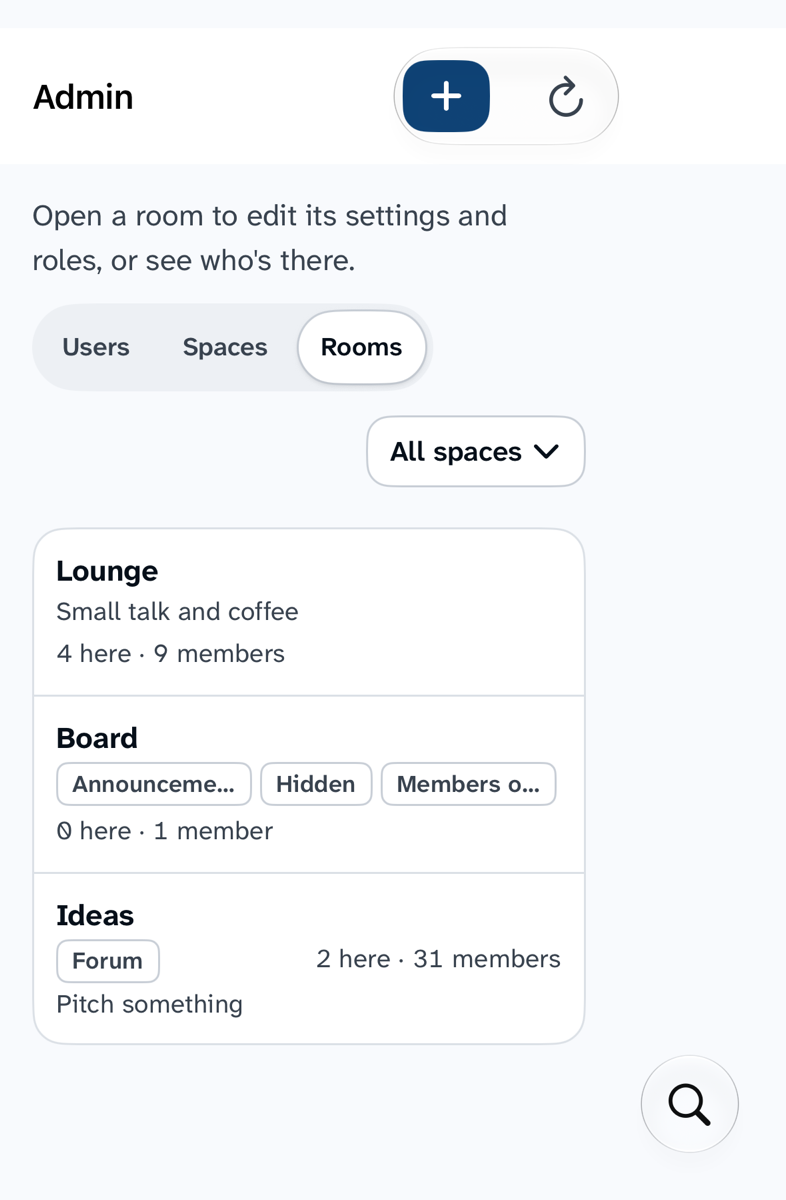 Admin
Open a room to edit its settings and
roles, or see who's there.
Users Spaces Rooms
All spaces
Lounge
Small talk and coffee
4 here · 9 members
Board
Announceme... Hidden Members o...
0 here · 1 member
Ideas
Forum 2 here · 31 members
Pitch something